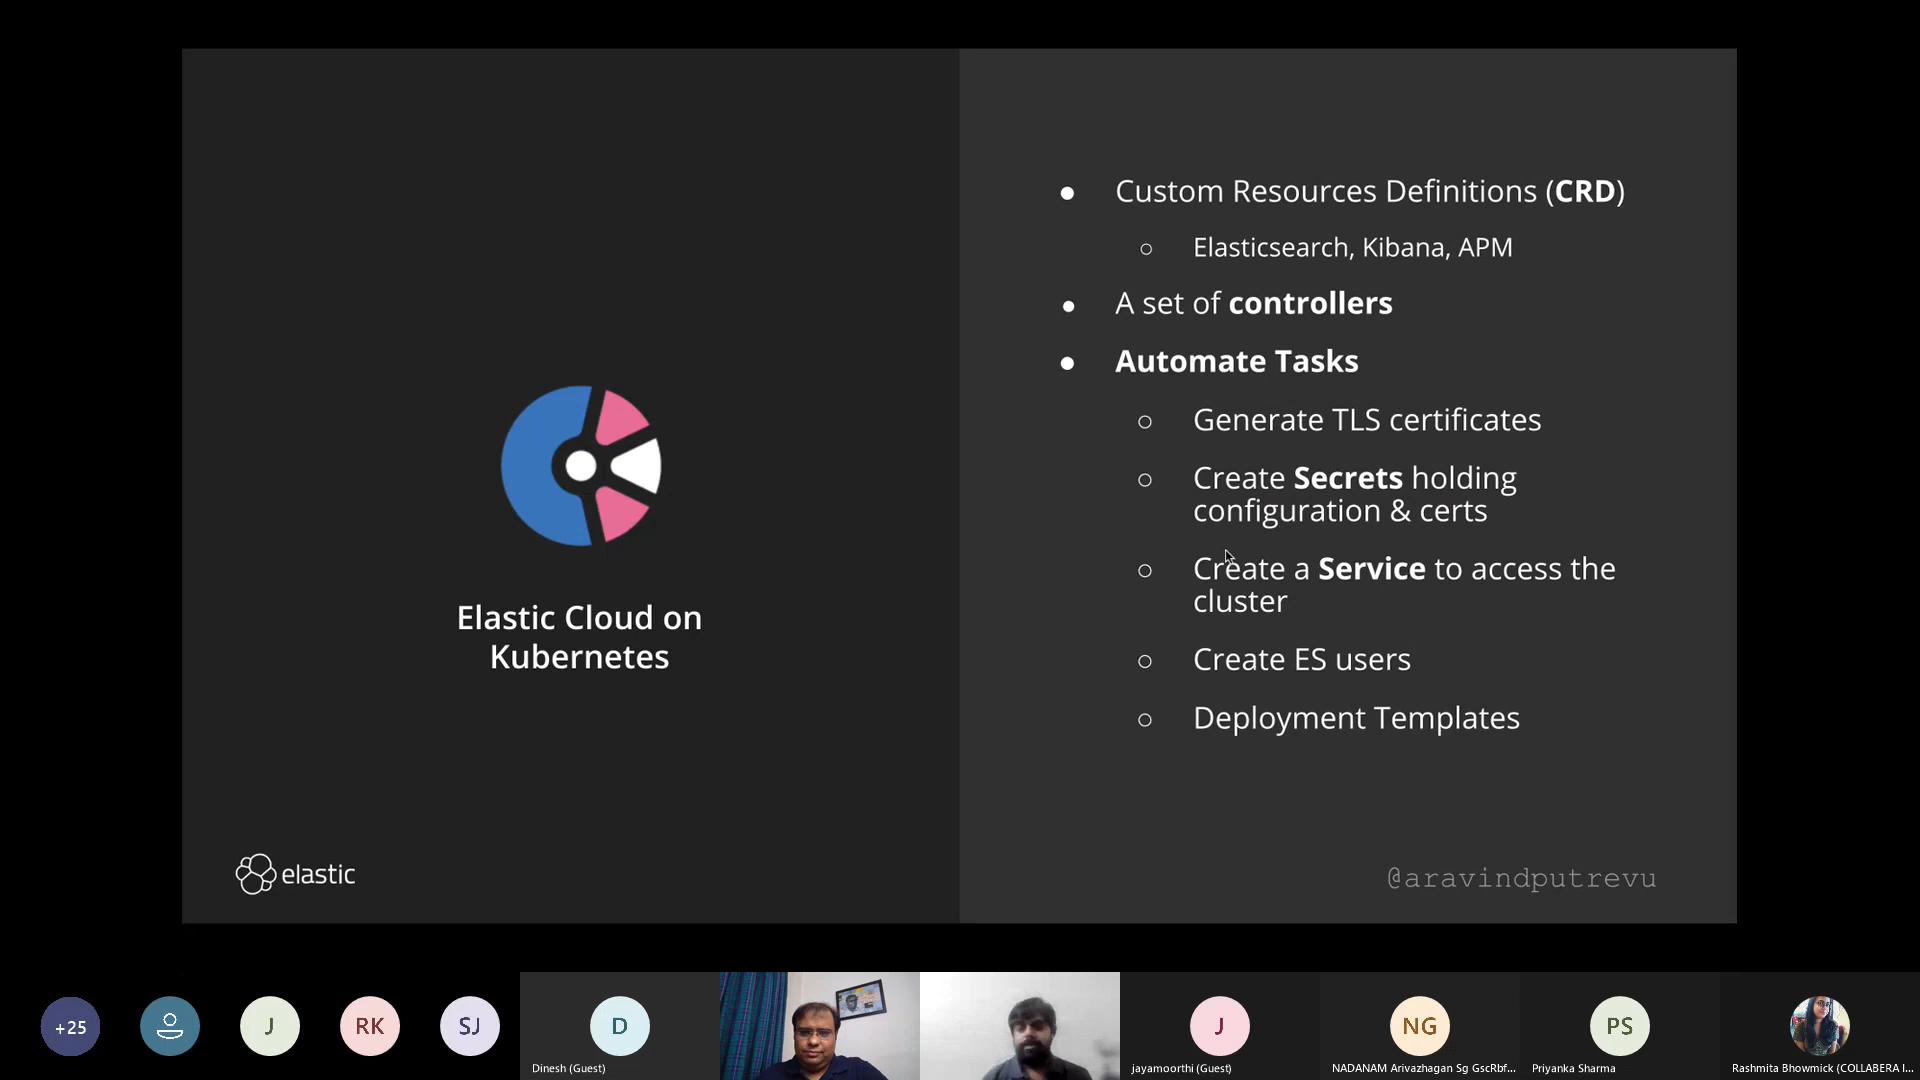 Elastic Cloud on
Kubernetes
elastic
Custom Resources Definitions (CRD)
Elasticsearch, Kibana, APM
A set of controllers
Automate Tasks
Generate TLS certificates
Create Secrets holding
configuration & certs
Create a Service to access the
cluster
Create ES users
Deployment Templates
@aravindputrevu
+25
J
RK
SJ
D
Dinesh (Guest)
J
jayamoorthi (Guest)
NG
NADANAM Arivazhagan Sg GscRbf...
PS
Priyanka Sharma
Rashmita Bhowmick (COLLABERA I...